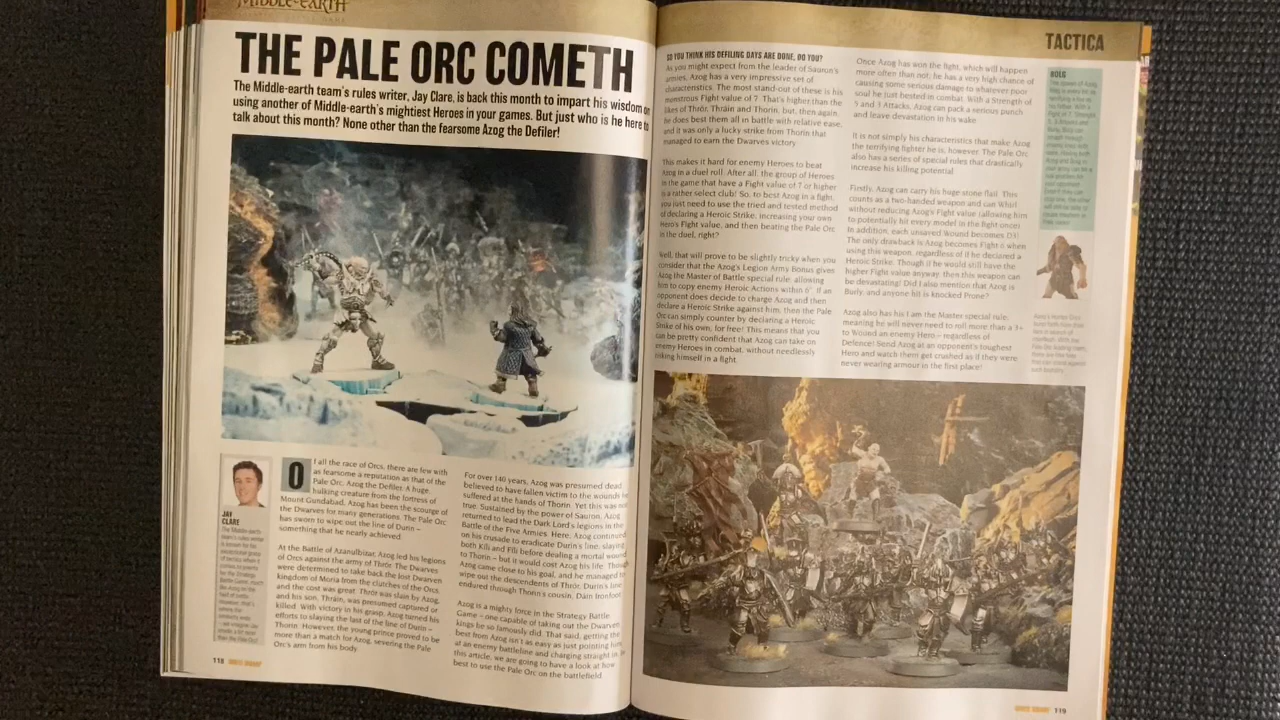 MIDDLE-EARTH
THE PALE ORC COMETH
The Middle-earth team's rules writer, Jay Clare, is back this month to impart his wisdom on
using another of Middle-earth's mightiest Heroes in your games. But just who is he here to
talk about this month? None other than the fearsome Azog the Defiler!
JAY
CLARE
The Middle-earth
team's rules writer
is known for his
exceptional grasp
of tactics when it
comes to games
for the Strategy
Battle Game, much
like Azog on the
field of battle.
However, that's
where the
similarity ends
Of all the race of Orcs, there are few with
as fearsome a reputation as that of the
Pale Orc, Azog the Defiler. A huge,
hulking creature from the fortress of
Mount Gundabad, Azog has been the scourge of
the Dwarves for many generations. The Pale Orc
has sworn to wipe out the line of Durin –
something that he nearly achieved.
At the Battle of Azanulbizar, Azog led his legions
of Orcs against the army of Thrór. The Dwarves
were determined to take back the lost Dwarven
kingdom of Moria from the clutches of the Orcs,
and the cost was great. Thrór was slain by Azog,
and his son, Thráin, was presumed captured or
killed. With victory in his grasp, Azog turned his
efforts to slaying the last of the line of Durin –
Thorin. However, the young prince proved to be
more than a match for Azog, severing the Pale
Orc's arm from his body.
For over 140 years, Azog was presumed dead,
believed to have fallen victim to the wounds he
suffered at the hands of Thorin. Yet this was not
true. Sustained by the power of Sauron, Azog
returned to lead the Dark Lord's legions in the
Battle of the Five Armies. Here, Azog continued
on his crusade to eradicate Durin's line, slaying
both Kíli and Fíli before dealing a mortal wound
to Thorin – but it would cost Azog his life. Though
Azog came close to his goal, and he managed to
wipe out the descendents of Thrór, Durin's line
endured through Thorin's cousin, Dáin Ironfoot.
Azog is a mighty force in the Strategy Battle
Game – one capable of taking out the Dwarven
kings he so famously did. That said, getting the
best from Azog isn't as easy as just pointing him
at an enemy battleline and charging straight in. In
this article, we are going to have a look at how
best to use the Pale Orc on the battlefield.
118 WHITE DWARF
TACTICA
SO YOU THINK HIS DEFILING DAYS ARE DONE, DO YOU?
As you might expect from the leader of Sauron's
armies, Azog has a very impressive set of
characteristics. The most stand-out of these is his
monstrous Fight value of 7. That's higher than the
likes of Thrór, Thráin and Thorin, but, then again,
he does best them all in battle with relative ease,
and it was only a lucky strike from Thorin that
managed to earn the Dwarves victory.
This makes it hard for enemy Heroes to beat
Azog in a duel roll. After all, the group of Heroes
in the game that have a Fight value of 7 or higher
is a rather select club! So, to best Azog in a fight,
you just need to use the tried and tested method
of declaring a Heroic Strike, increasing your own
Hero's Fight value, and then beating the Pale Orc
in the duel, right?
Well, that will prove to be slightly tricky when you
consider that the Azog's Legion Army Bonus gives
Azog the Master of Battle special rule, allowing
him to copy enemy Heroic Actions within 6". If an
opponent does decide to charge Azog and then
declare a Heroic Strike against him, then the Pale
Orc can simply counter by declaring a Heroic
Strike of his own, for free! This means that you
can be pretty confident that Azog can take on
enemy Heroes in combat, without needlessly
risking himself in a fight.
Once Azog has won the fight, which will happen
more often than not, he has a very high chance of
causing some serious damage to whatever poor
soul he just bested in combat. With a Strength of
5 and 3 Attacks, Azog can pack a serious punch
and leave devastation in his wake.
It is not simply his characteristics that make Azog
the terrifying fighter he is, however. The Pale Orc
also has a series of special rules that drastically
increase his killing potential.
Firstly, Azog can carry his huge stone flail. This
counts as a two-handed weapon and can Whirl
without reducing Azog's Fight value (allowing him
to potentially hit every model in the fight once)!
In addition, each unsaved Wound becomes D3!
The only drawback is Azog becomes Fight 6 when
using this weapon, regardless of if he declared a
Heroic Strike. Though if he would still have the
higher Fight value anyway, then this weapon can
be devastating! Did I also mention that Azog is
Burly, and anyone hit is knocked Prone?
Azog also has his I am the Master special rule,
meaning he will never need to roll more than a 3+
to Wound an enemy Hero – regardless of
Defence! Send Azog at an opponent's toughest
Hero and watch them get crushed as if they were
never wearing armour in the first place!
BOLG
WHITE DWARF 119